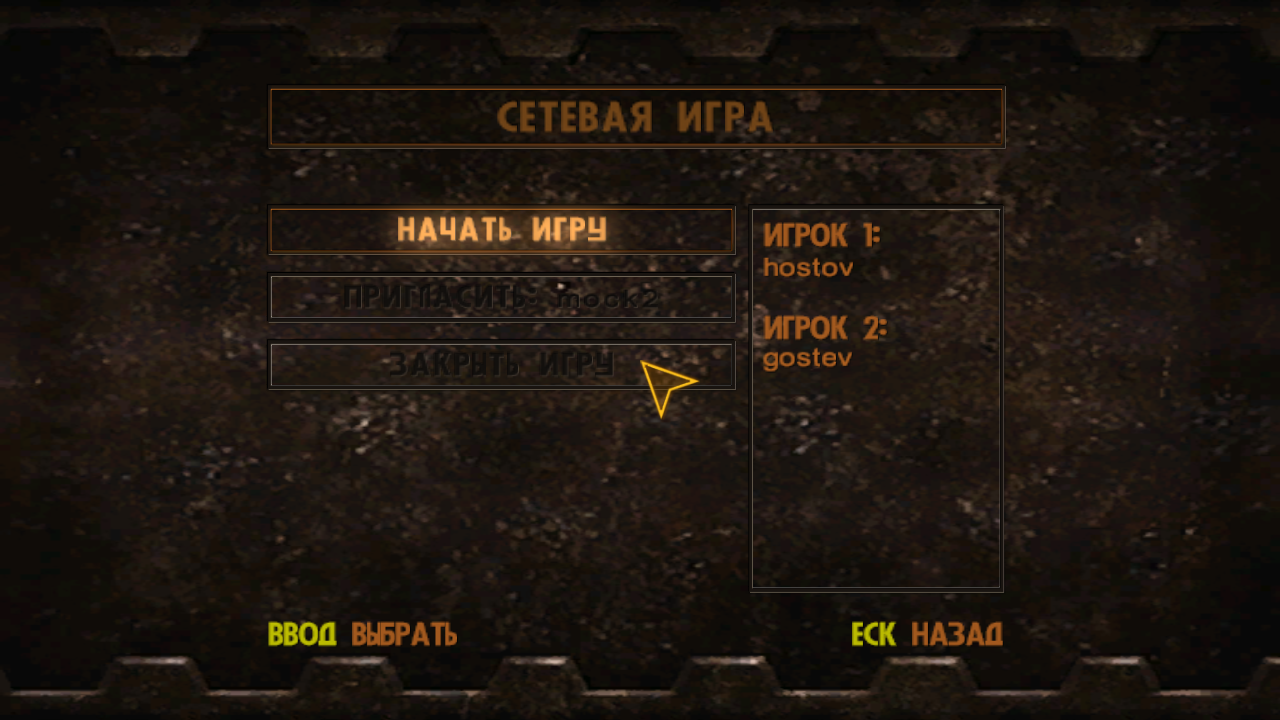 СЕТЕВАЯ ИГРА
НАЧАТЬ ИГРУ
ПРИГЛАСИТЬ: mock2
ЗАКРЫТЬ ИГРУ
ИГРОК 1:
hostov
ИГРОК 2:
gostev
ВВОД ВЫБРАТЬ
ЕСК НАЗАД